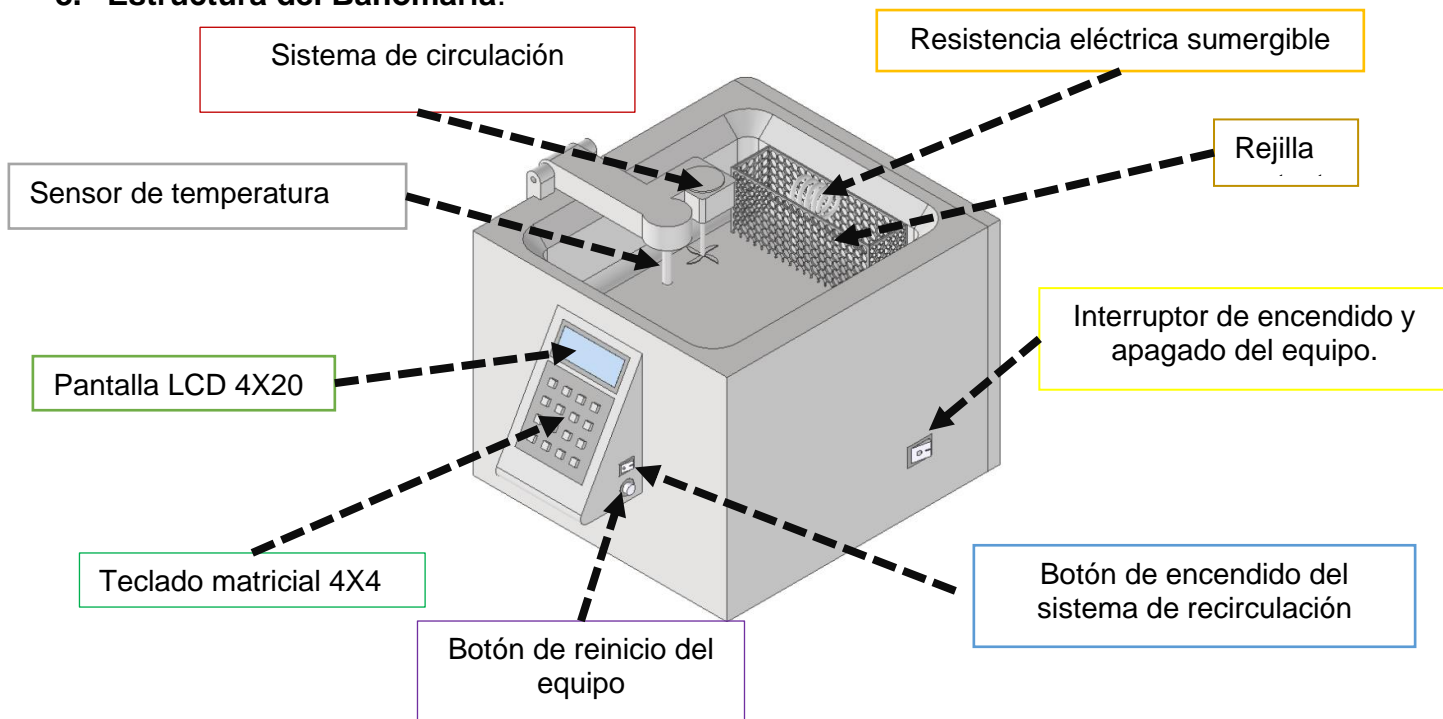 Estructura del Bañomaría:
Sistema de circulación
Resistencia eléctrica sumergible
Rejilla
Sensor de temperatura
Interruptor de encendido y
apagado del equipo.
Pantalla LCD 4X20
Teclado matricial 4X4
Botón de encendido del
sistema de recirculación
Botón de reinicio del
equipo